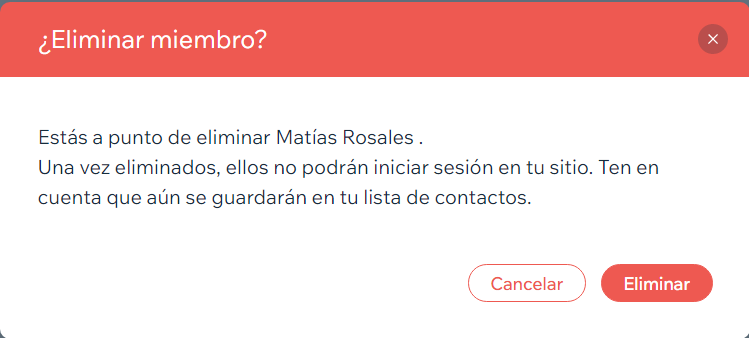 ¿Eliminar miembro?
Estás a punto de eliminar Matías Rosales .
Una vez eliminados, ellos no podrán iniciar sesión en tu sitio. Ten en
cuenta que aún se guardarán en tu lista de contactos.
Cancelar
Eliminar